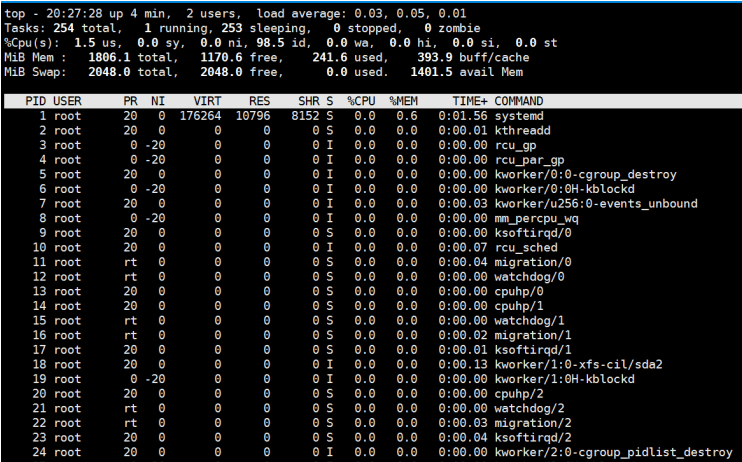 top - 20:27:28 up 4 min,  2 users,  load average: 0.03, 0.05, 0.01
Tasks: 254 total,   1 running, 253 sleeping,   0 stopped,   0 zombie
%Cpu(s):  1.5 us,  0.0 sy,  0.0 ni, 98.5 id,  0.0 wa,  0.0 hi,  0.0 si,  0.0 st
MiB Mem :   1806.1 total,   1170.6 free,    241.6 used,    393.9 buff/cache
MiB Swap:   2048.0 total,   2048.0 free,      0.0 used.   1401.5 avail Mem
PID USER      PR  NI    VIRT    RES    SHR S  %CPU  %MEM     TIME+ COMMAND
1 root      20   0  176264  10796   8152 S   0.0   0.6   0:01.56 systemd
2 root      20   0       0      0      0 S   0.0   0.0   0:00.01 kthreadd
3 root       0 -20       0      0      0 I   0.0   0.0   0:00.00 rcu_gp
4 root       0 -20       0      0      0 I   0.0   0.0   0:00.00 rcu_par_gp
5 root      20   0       0      0      0 I   0.0   0.0   0:00.00 kworker/0:0-cgroup_destroy
6 root       0 -20       0      0      0 I   0.0   0.0   0:00.00 kworker/0:0H-kblockd
7 root      20   0       0      0      0 I   0.0   0.0   0:00.03 kworker/u256:0-events_unbound
8 root       0 -20       0      0      0 I   0.0   0.0   0:00.00 mm_percpu_wq
9 root      20   0       0      0      0 S   0.0   0.0   0:00.00 ksoftirqd/0
10 root      20   0       0      0      0 I   0.0   0.0   0:00.07 rcu_sched
11 root      rt   0       0      0      0 S   0.0   0.0   0:00.04 migration/0
12 root      rt   0       0      0      0 S   0.0   0.0   0:00.00 watchdog/0
13 root      20   0       0      0      0 S   0.0   0.0   0:00.00 cpuhp/0
14 root      20   0       0      0      0 S   0.0   0.0   0:00.00 cpuhp/1
15 root      rt   0       0      0      0 S   0.0   0.0   0:00.00 watchdog/1
16 root      rt   0       0      0      0 S   0.0   0.0   0:00.02 migration/1
17 root      20   0       0      0      0 S   0.0   0.0   0:00.01 ksoftirqd/1
18 root      20   0       0      0      0 I   0.0   0.0   0:00.13 kworker/1:0-xfs-cil/sda2
19 root       0 -20       0      0      0 I   0.0   0.0   0:00.00 kworker/1:0H-kblockd
20 root      20   0       0      0      0 S   0.0   0.0   0:00.00 cpuhp/2
21 root      rt   0       0      0      0 S   0.0   0.0   0:00.00 watchdog/2
22 root      rt   0       0      0      0 S   0.0   0.0   0:00.03 migration/2
23 root      20   0       0      0      0 S   0.0   0.0   0:00.04 ksoftirqd/2
24 root      20   0       0      0      0 I   0.0   0.0   0:00.00 kworker/2:0-cgroup_pidlist_destroy